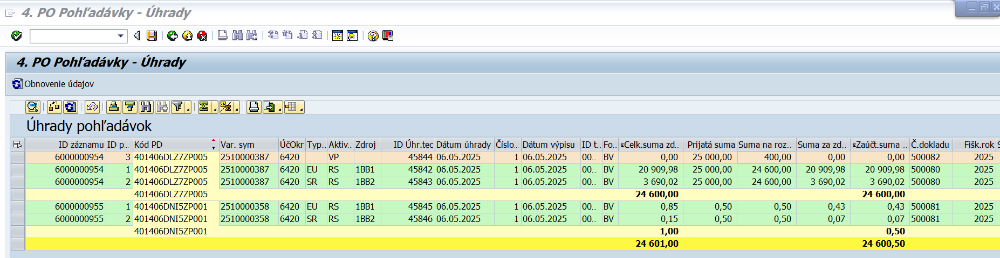 4. PO Pohľadávky - Úhrady
4. PO Pohľadávky - Úhrady
Obnovenie údajov
Úhrady pohľadávok
ID záznamu ID p... Kód PD Var. sym ÚčOkr Typ... Aktiv... Zdroj ID Úhr.tec Dátum úhrady Číslo... Dátum výpisu ID t... Fo... ΣCelk.suma zd... Prijatá suma Suma na roz... Suma za zd... ΣZaúčt.suma ... Č.dokladu Fišk.rok S
6000000954 3 401406DLZ7ZP005 2510000387 6420 VP 45844 06.05.2025 1 06.05.2025 00... BV 0,00 25 000,00 400,00 0,00 0,00 500082 2025
6000000954 1 401406DLZ7ZP005 2510000387 6420 EU RS 1BB1 45842 06.05.2025 1 06.05.2025 00... BV 20 909,98 25 000,00 24 600,00 20 909,98 20 909,98 500080 2025
6000000954 2 401406DLZ7ZP005 2510000387 6420 SR RS 1BB2 45843 06.05.2025 1 06.05.2025 00... BV 3 690,02 25 000,00 24 600,00 3 690,02 3 690,02 500080 2025
401406DLZ7ZP005 24 600,00 24 600,00
6000000955 1 401406DNI5ZP001 2510000358 6420 EU RS 1BB1 45845 06.05.2025 1 06.05.2025 00... BV 0,85 0,50 0,50 0,43 0,43 500081 2025
6000000955 2 401406DNI5ZP001 2510000358 6420 SR RS 1BB2 45846 06.05.2025 1 06.05.2025 00... BV 0,15 0,50 0,50 0,07 0,07 500081 2025
401406DNI5ZP001 1,00 0,50
24 601,00 24 600,50